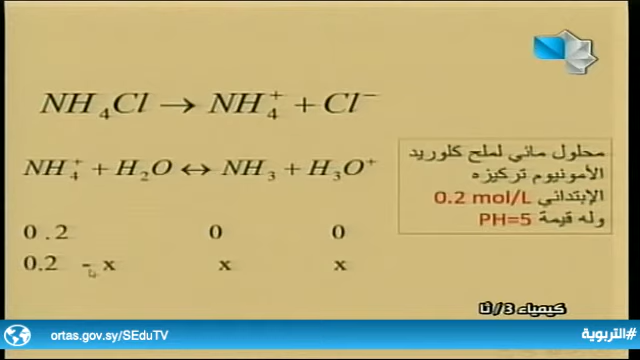 NH₄Cl → NH₄⁺ + Cl⁻
NH₄⁺ + H₂O ↔ NH₃ + H₃O⁺
محلول مائي لملح كلوريد
الأمونيوم تركيزه
الإبتدائي 0.2 mol/L
وله قيمة PH=5
0.2 0 0
0.2 - x x x
كيمياء /3 ثا
ortas.gov.sy/SEduTV
#التربوية